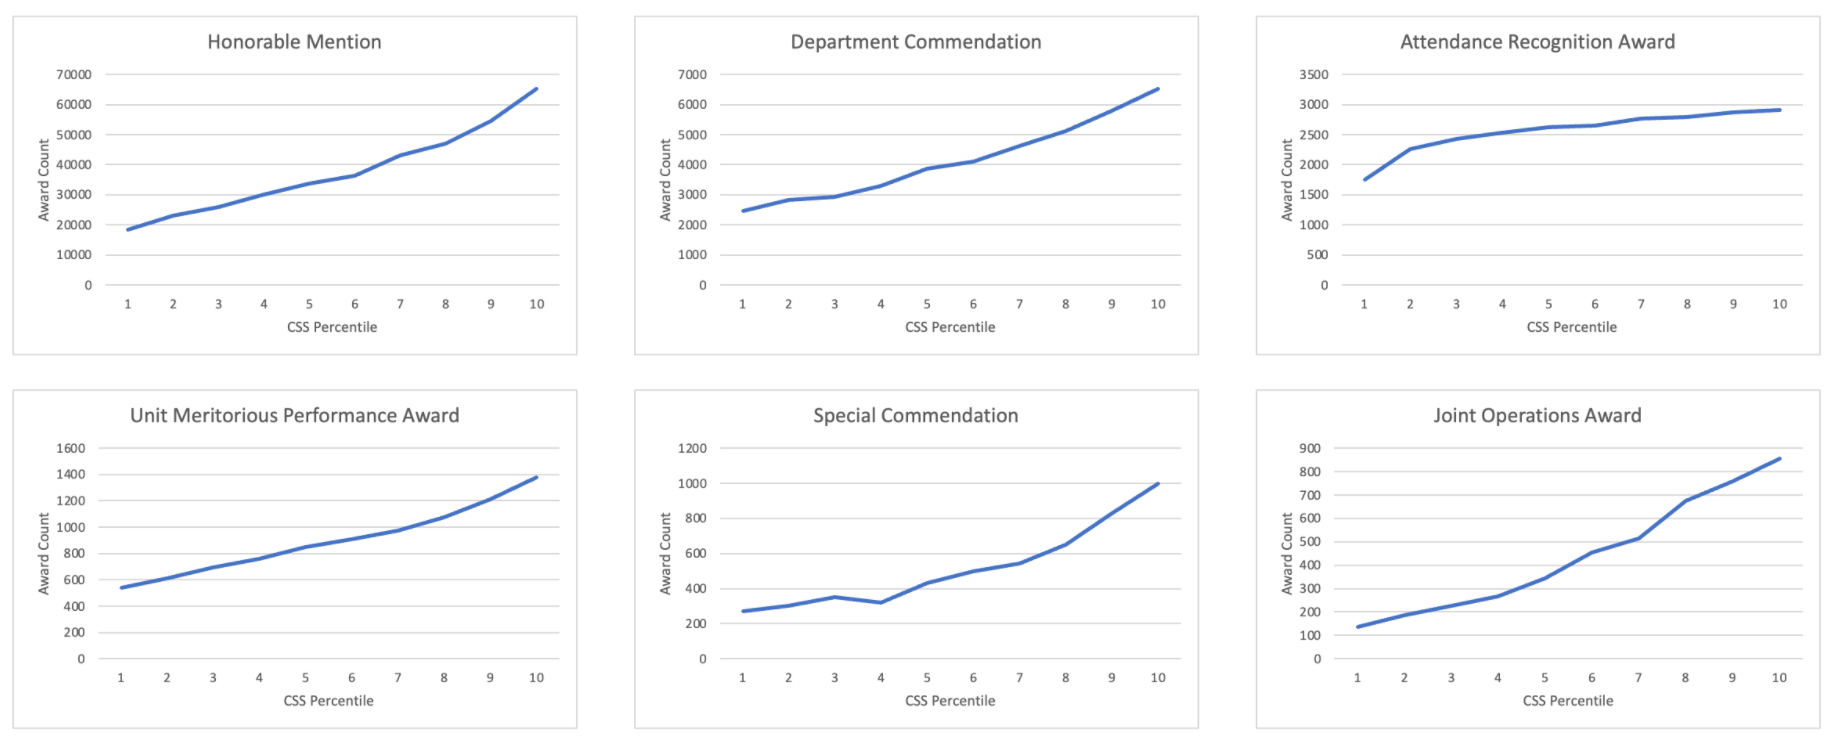 Honorable Mention
70000
60000
50000
40000
30000
20000
10000
0
Award Count
1 2 3 4 5 6 7 8 9 10
CSS Percentile
Department Commendation
7000
6000
5000
4000
3000
2000
1000
0
Award Count
1 2 3 4 5 6 7 8 9 10
CSS Percentile
Attendance Recognition Award
3500
3000
2500
2000
1500
1000
500
0
Award Count
1 2 3 4 5 6 7 8 9 10
CSS Percentile
Unit Meritorious Performance Award
1600
1400
1200
1000
800
600
400
200
0
Award Count
1 2 3 4 5 6 7 8 9 10
CSS Percentile
Special Commendation
1200
1000
800
600
400
200
0
Award Count
1 2 3 4 5 6 7 8 9 10
CSS Percentile
Joint Operations Award
900
800
700
600
500
400
300
200
100
0
Award Count
1 2 3 4 5 6 7 8 9 10
CSS Percentile